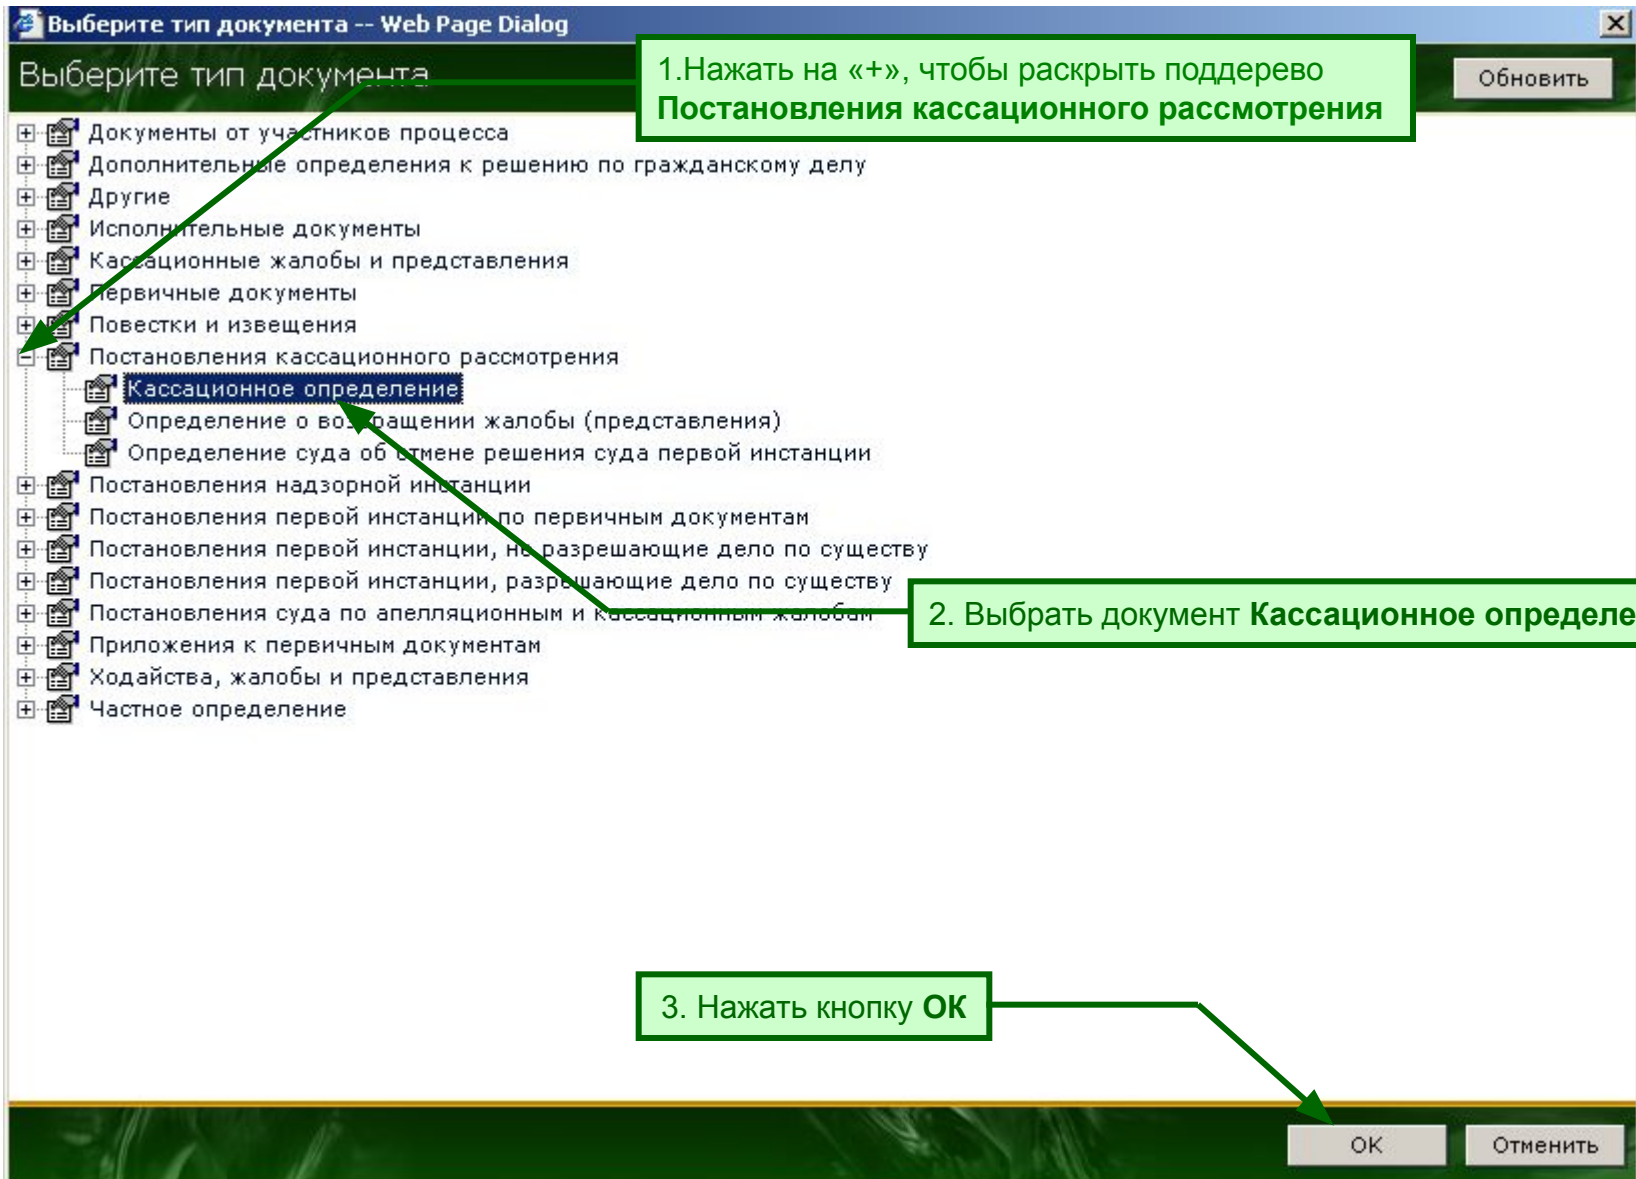 Выберите тип документа -- Web Page Dialog
Выберите тип документа
Обновить
1.Нажать на «+», чтобы раскрыть поддерево
Постановления кассационного рассмотрения
Документы от участников процесса
Дополнительные определения к решению по гражданскому делу
Другие
Исполнительные документы
Кассационные жалобы и представления
Первичные документы
Повестки и извещения
Постановления кассационного рассмотрения
Кассационное определение
Определение о возвращении жалобы (представления)
Определение суда об отмене решения суда первой инстанции
Постановления надзорной инстанции
Постановления первой инстанции по первичным документам
Постановления первой инстанции, не разрешающие дело по существу
Постановления первой инстанции, разрешающие дело по существу
Постановления суда по апелляционным и кассационным жалобам
2. Выбрать документ Кассационное определе
Приложения к первичным документам
Ходайства, жалобы и представления
Частное определение
3. Нажать кнопку ОК
OK
Отменить